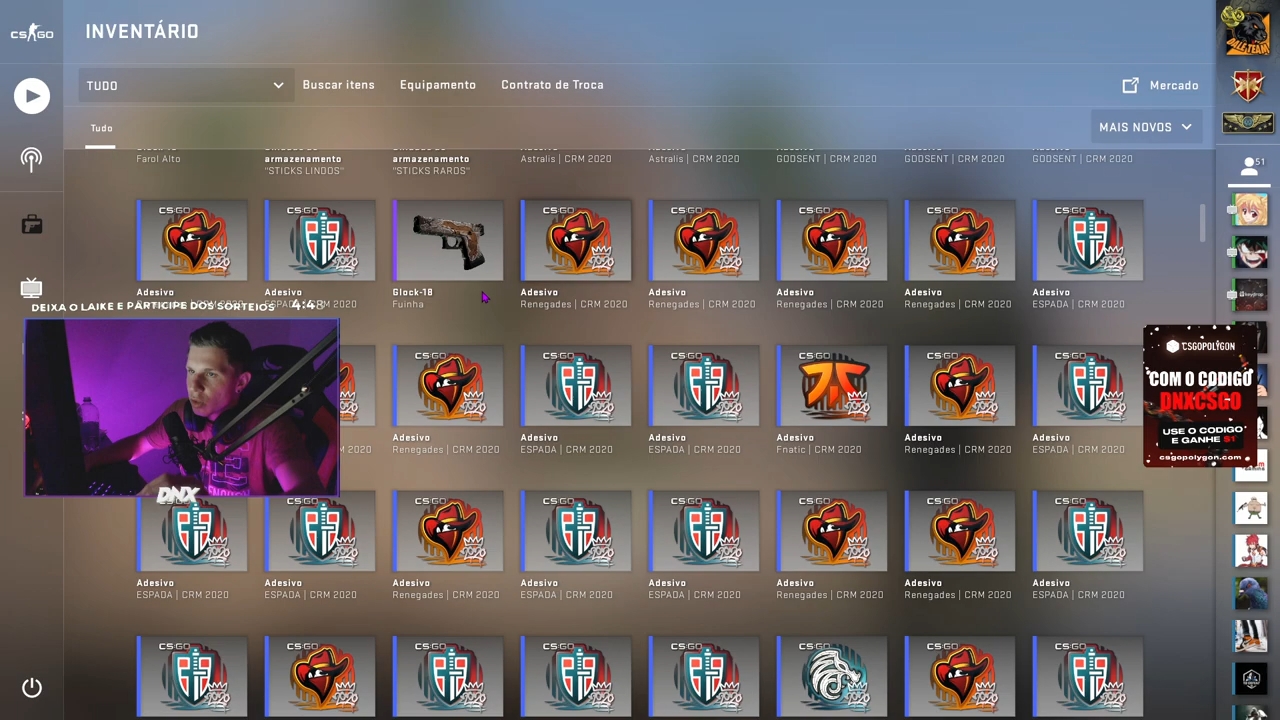 CS GO
INVENTÁRIO
TUDO
Buscar itens
Equipamento
Contrato de Troca
Mercado
Tudo
MAIS NOVOS
51
Farol Alto
armazenamento
"STICKS LINDOS"
armazenamento
"STICKS RAROS"
Adesivo
Astralis | CRM 2020
Adesivo
Astralis | CRM 2020
Adesivo
GODSENT | CRM 2020
Adesivo
GODSENT | CRM 2020
Adesivo
GODSENT | CRM 2020
Adesivo
Adesivo
Glock-18
Fuinha
Adesivo
Renegades | CRM 2020
Adesivo
Renegades | CRM 2020
Adesivo
Renegades | CRM 2020
Adesivo
Renegades | CRM 2020
Adesivo
ESPADA | CRM 2020
DEIXA O LAIKE E PARTICIPE DOS SORTEIOS
DNX
Renegades | CRM 2020
Adesivo
ESPADA | CRM 2020
Adesivo
ESPADA | CRM 2020
Adesivo
Fnatic | CRM 2020
Adesivo
Renegades | CRM 2020
Adesivo
ESPADA | CRM 2020
CSGOPOLYGON
COM O CODIGO
DNXCSGO
USE O CODIGO
E GANHE $1
csgopolygon.com
Adesivo
ESPADA | CRM 2020
Adesivo
ESPADA | CRM 2020
Adesivo
Renegades | CRM 2020
Adesivo
ESPADA | CRM 2020
Adesivo
ESPADA | CRM 2020
Adesivo
Renegades | CRM 2020
Adesivo
Renegades | CRM 2020
Adesivo
ESPADA | CRM 2020